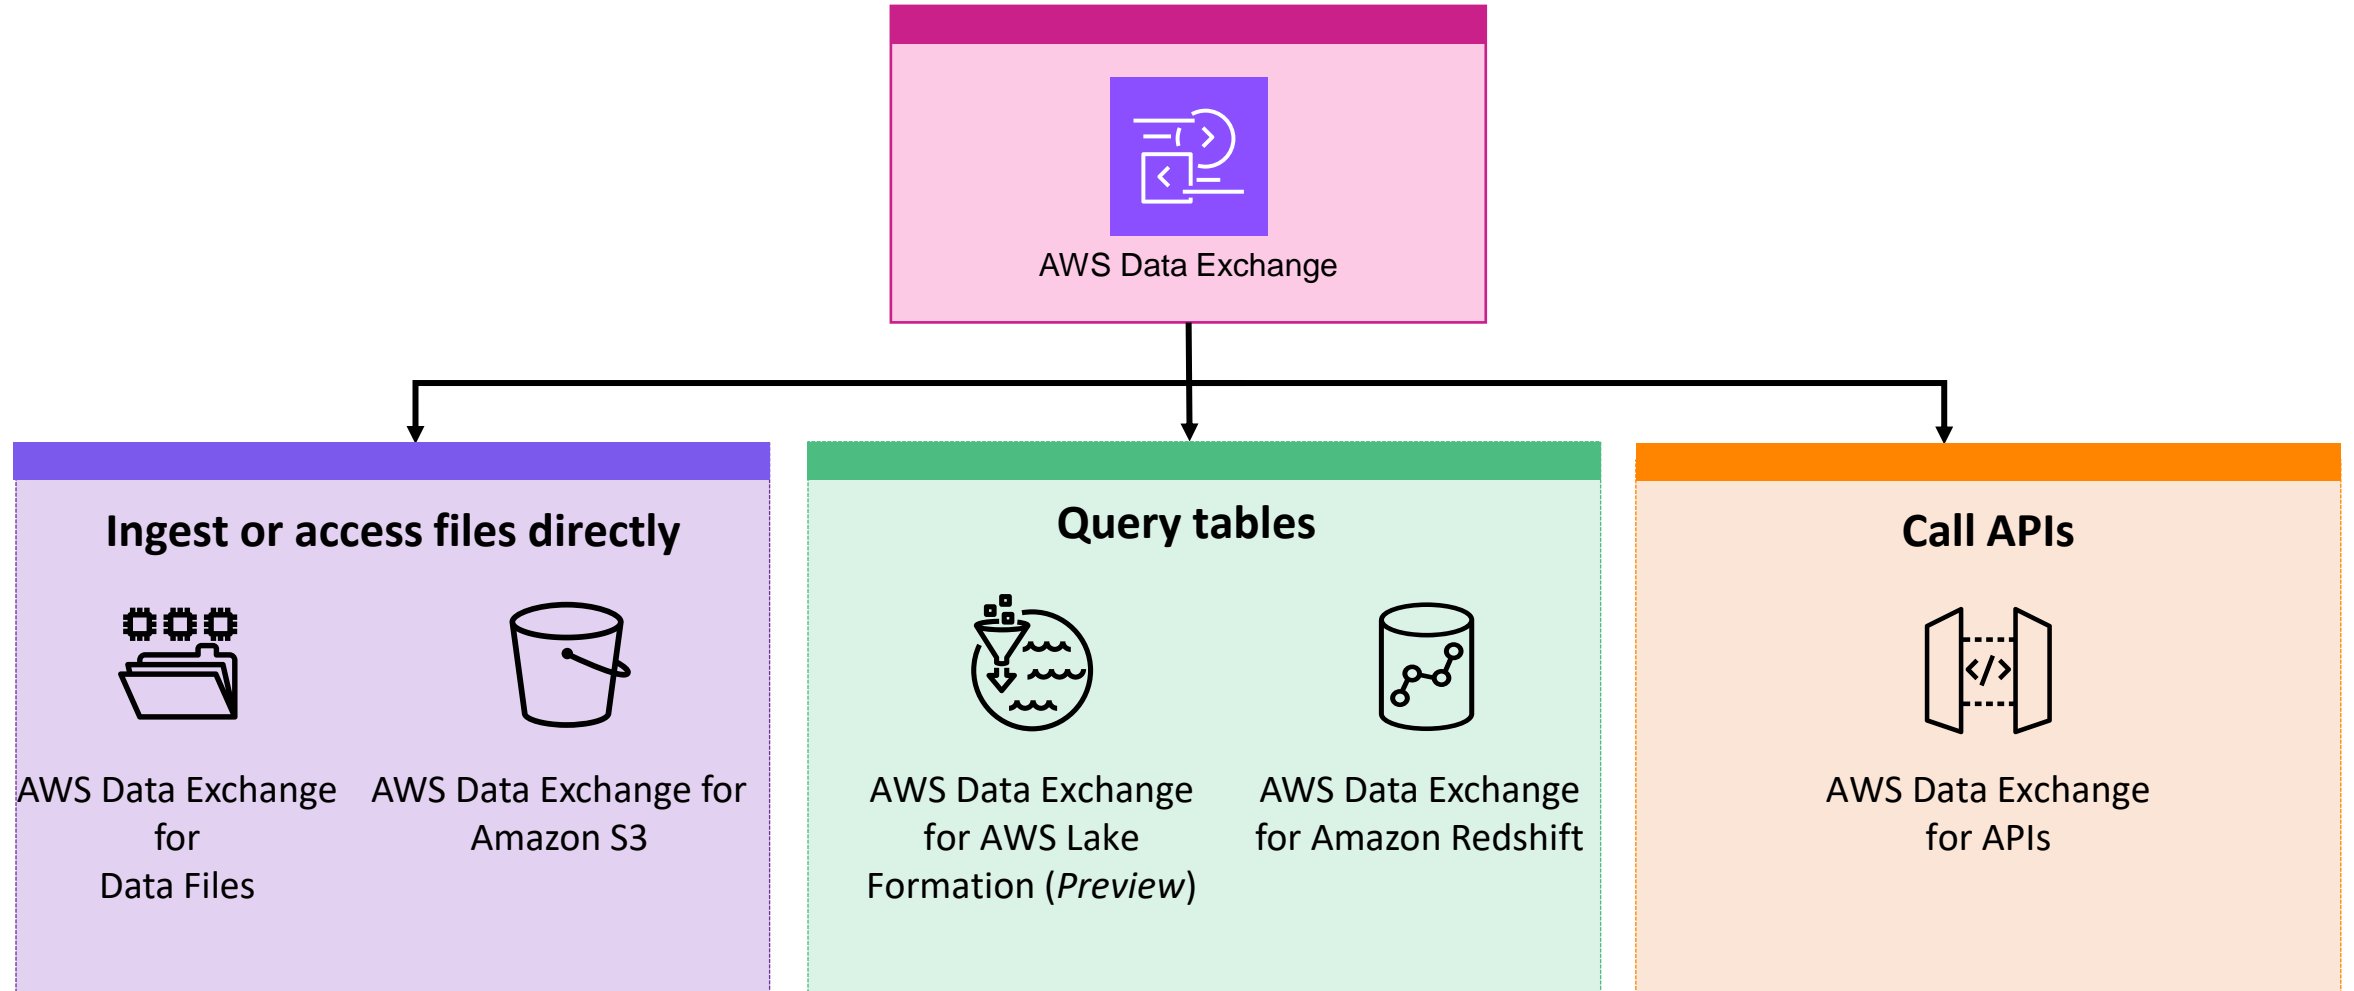 AWS Data Exchange
Ingest or access files directly
AWS Data Exchange
for
Data Files
AWS Data Exchange for
Amazon S3
Query tables
AWS Data Exchange
for AWS Lake
Formation (Preview)
AWS Data Exchange
for Amazon Redshift
Call APIs
</>
AWS Data Exchange
for APIs